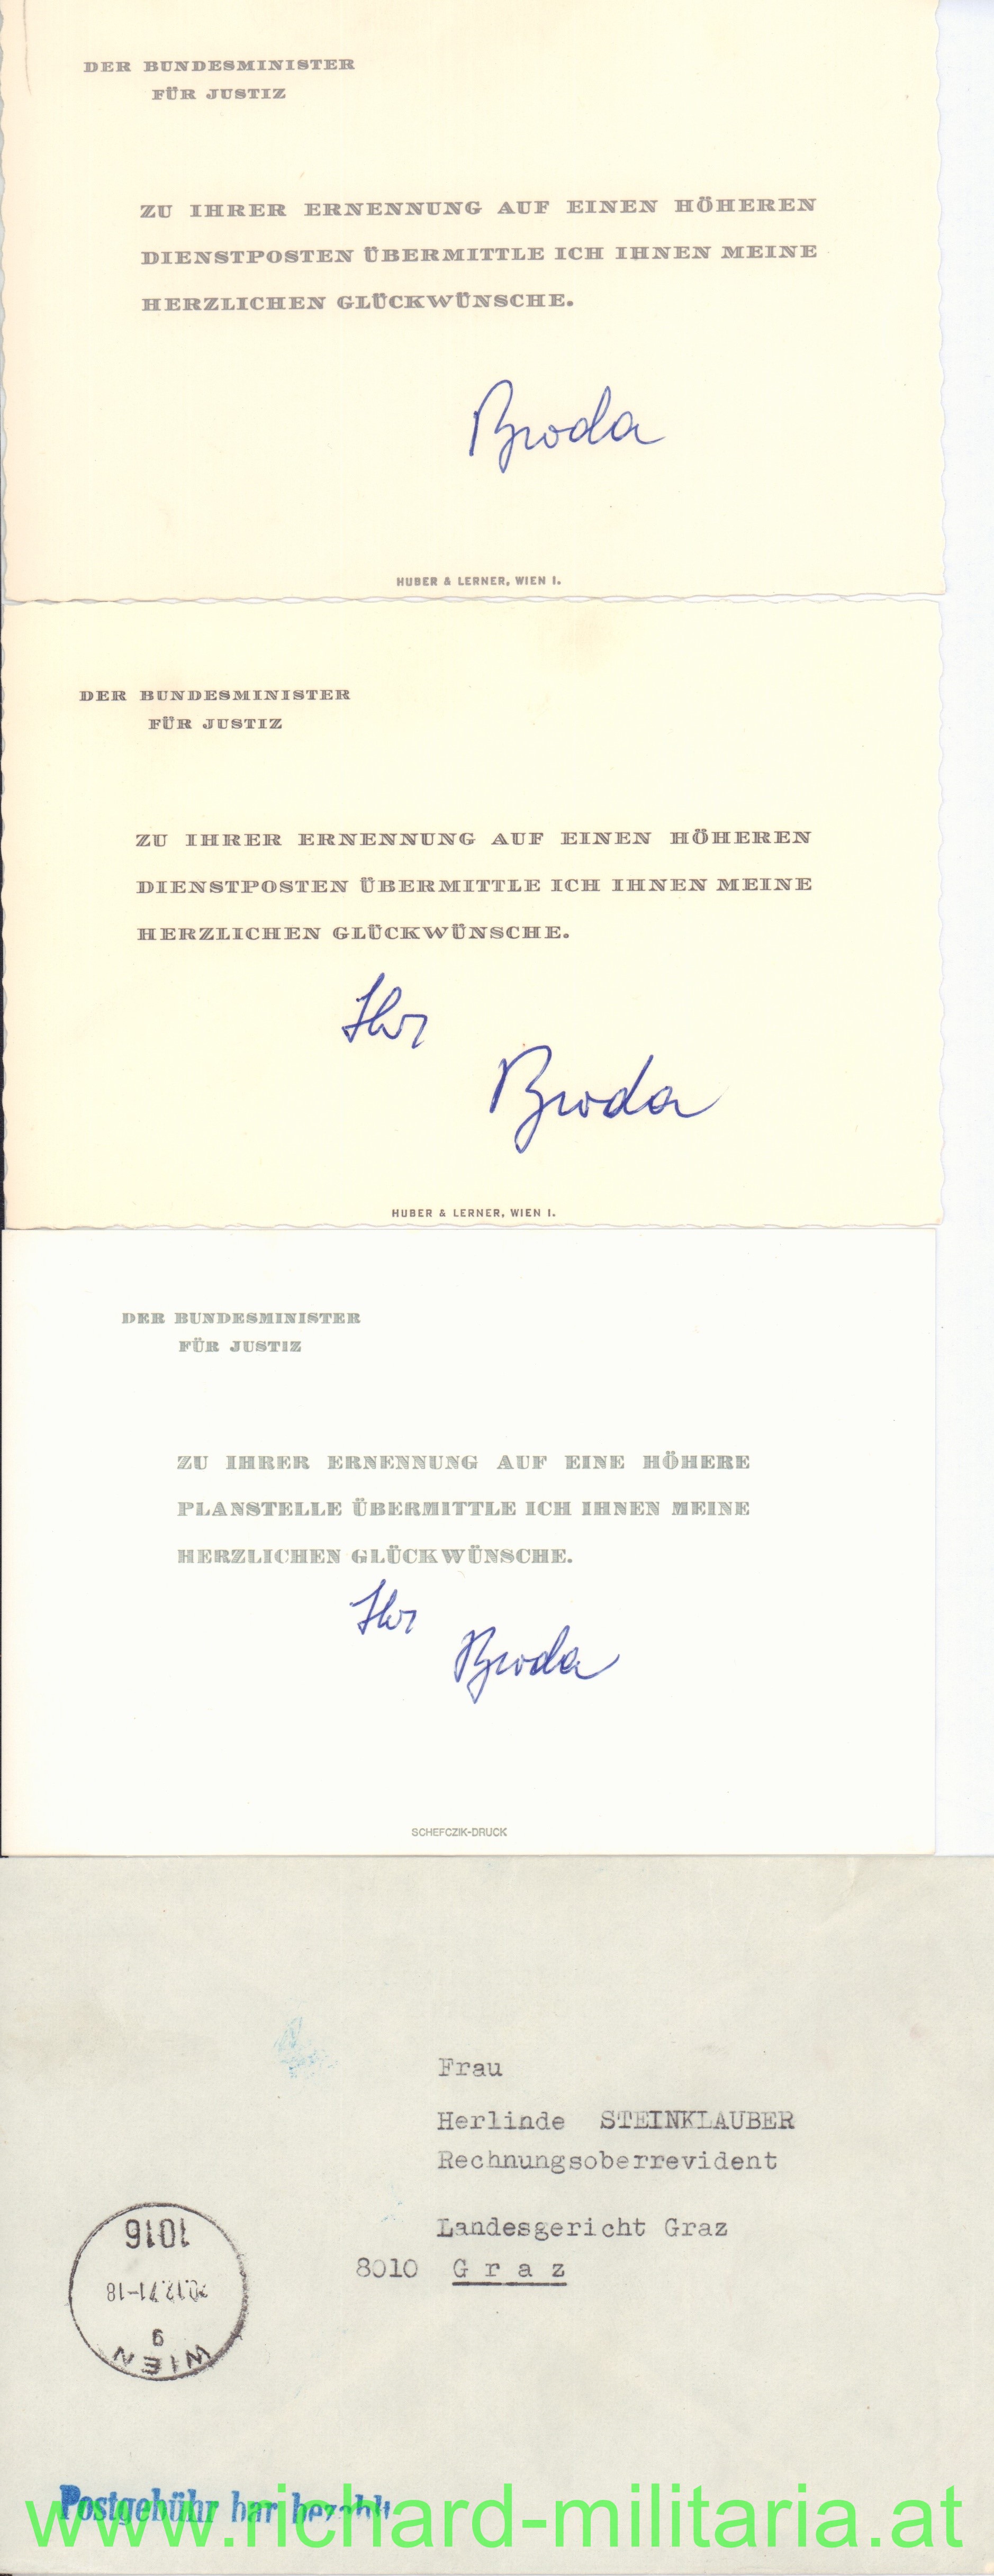 DER BUNDESMINISTER
FÜR JUSTIZ
ZU IHRER ERNENNUNG AUF EINEN HÖHEREN
DIENSTPOSTEN ÜBERMITTLE ICH IHNEN MEINE
HERZLICHEN GLÜCKWÜNSCHE.
Broda
HUBER & LERNER, WIEN I.
DER BUNDESMINISTER
FÜR JUSTIZ
ZU IHRER ERNENNUNG AUF EINEN HÖHEREN
DIENSTPOSTEN ÜBERMITTLE ICH IHNEN MEINE
HERZLICHEN GLÜCKWÜNSCHE.
Ihr
Broda
HUBER & LERNER, WIEN I.
DER BUNDESMINISTER
FÜR JUSTIZ
ZU IHRER ERNENNUNG AUF EINE HÖHERE
PLANSTELLE ÜBERMITTLE ICH IHNEN MEINE
HERZLICHEN GLÜCKWÜNSCHE.
Ihr
Broda
SCHEFCZIK-DRUCK
Frau
Herlinde STEINKLAUBER
Rechnungsoberrevident
Landesgericht Graz
8010 G r a z
1016
WIEN
Postgebühr bar bezahlt
www.richard-militaria.at